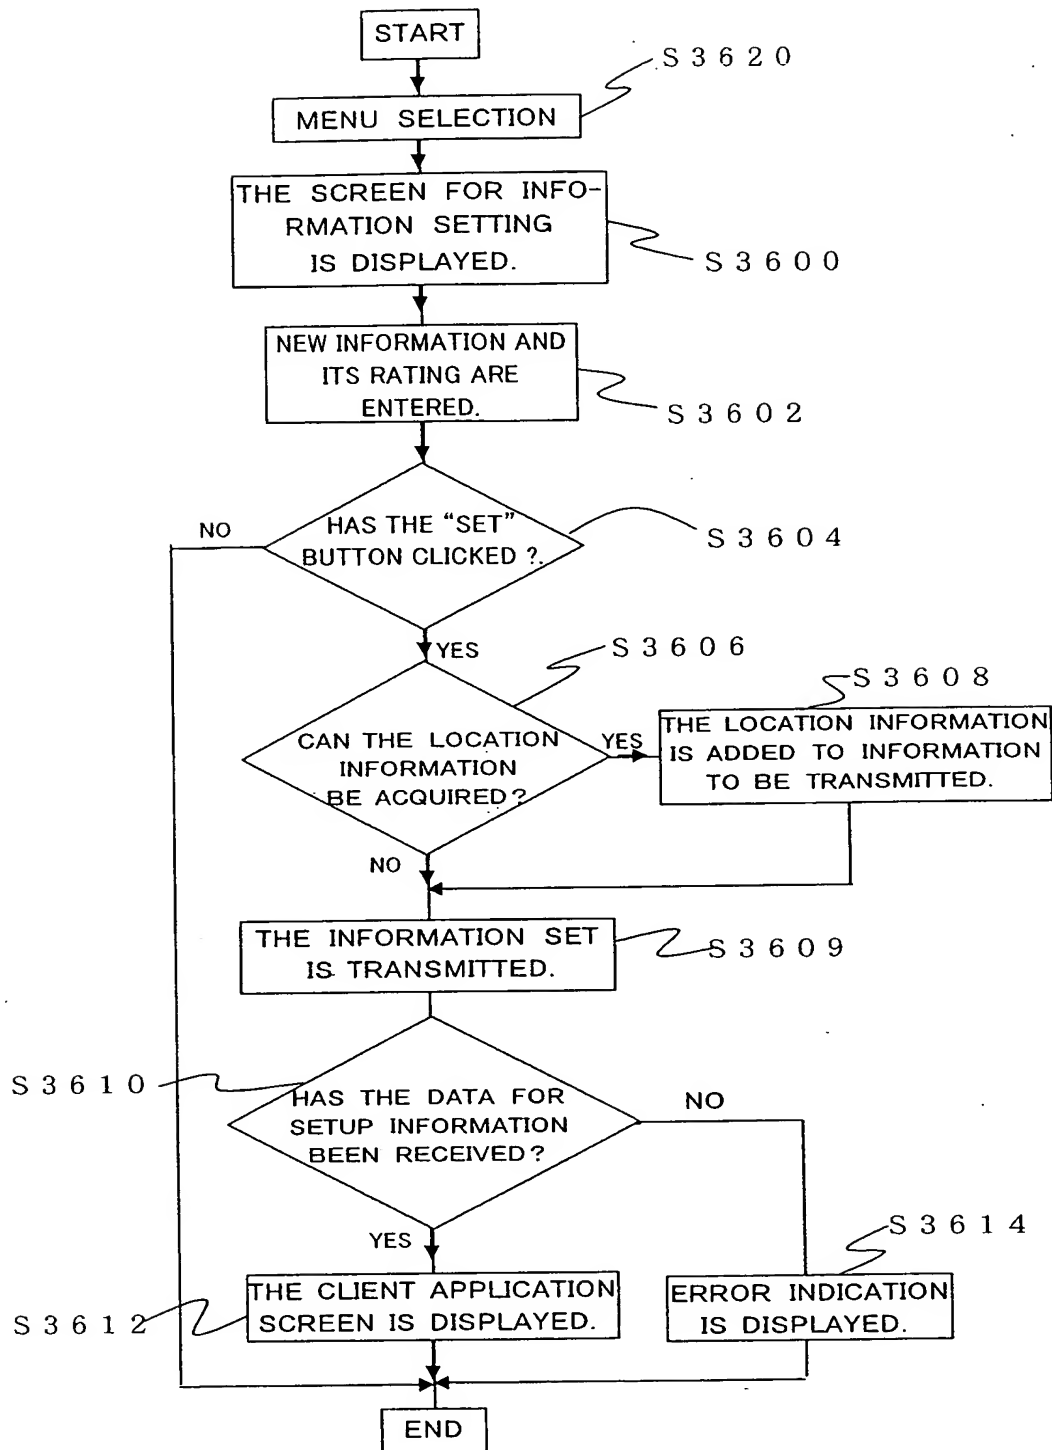 START
S3620
MENU SELECTION
THE SCREEN FOR INFO-
RMATION SETTING
IS DISPLAYED.
S3600
NEW INFORMATION AND
ITS RATING ARE
ENTERED.
S3602
NO
HAS THE “SET”
BUTTON CLICKED?.
S3604
YES
S3606
S3608
CAN THE LOCATION
INFORMATION
BE ACQUIRED?
YES
THE LOCATION INFORMATION
IS ADDED TO INFORMATION
TO BE TRANSMITTED.
NO
THE INFORMATION SET
IS TRANSMITTED.
S3609
S3610
HAS THE DATA FOR
SETUP INFORMATION
BEEN RECEIVED?
NO
YES
S3614
THE CLIENT APPLICATION
SCREEN IS DISPLAYED.
S3612
ERROR INDICATION
IS DISPLAYED.
END